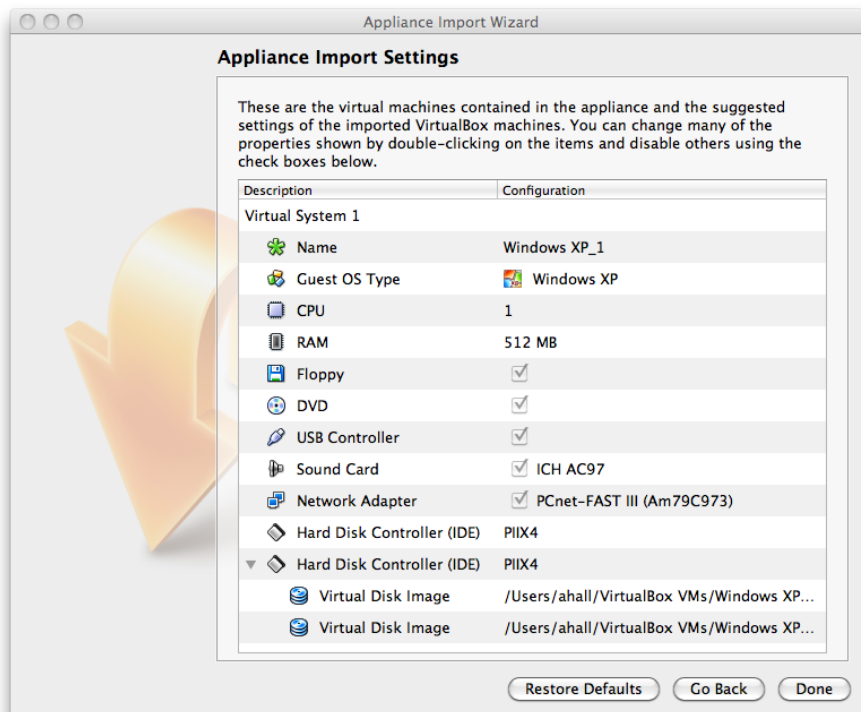 Appliance Import Wizard
Appliance Import Settings
These are the virtual machines contained in the appliance and the suggested
settings of the imported VirtualBox machines. You can change many of the
properties shown by double-clicking on the items and disable others using the
check boxes below.
Description Configuration
Virtual System 1
Name Windows XP_1
Guest OS Type Windows XP
CPU 1
RAM 512 MB
Floppy
DVD
USB Controller
Sound Card ICH AC97
Network Adapter PCnet-FAST III (Am79C973)
Hard Disk Controller (IDE) PIIX4
Hard Disk Controller (IDE) PIIX4
Virtual Disk Image /Users/ahall/VirtualBox VMs/Windows XP...
Virtual Disk Image /Users/ahall/VirtualBox VMs/Windows XP...
Restore Defaults Go Back Done